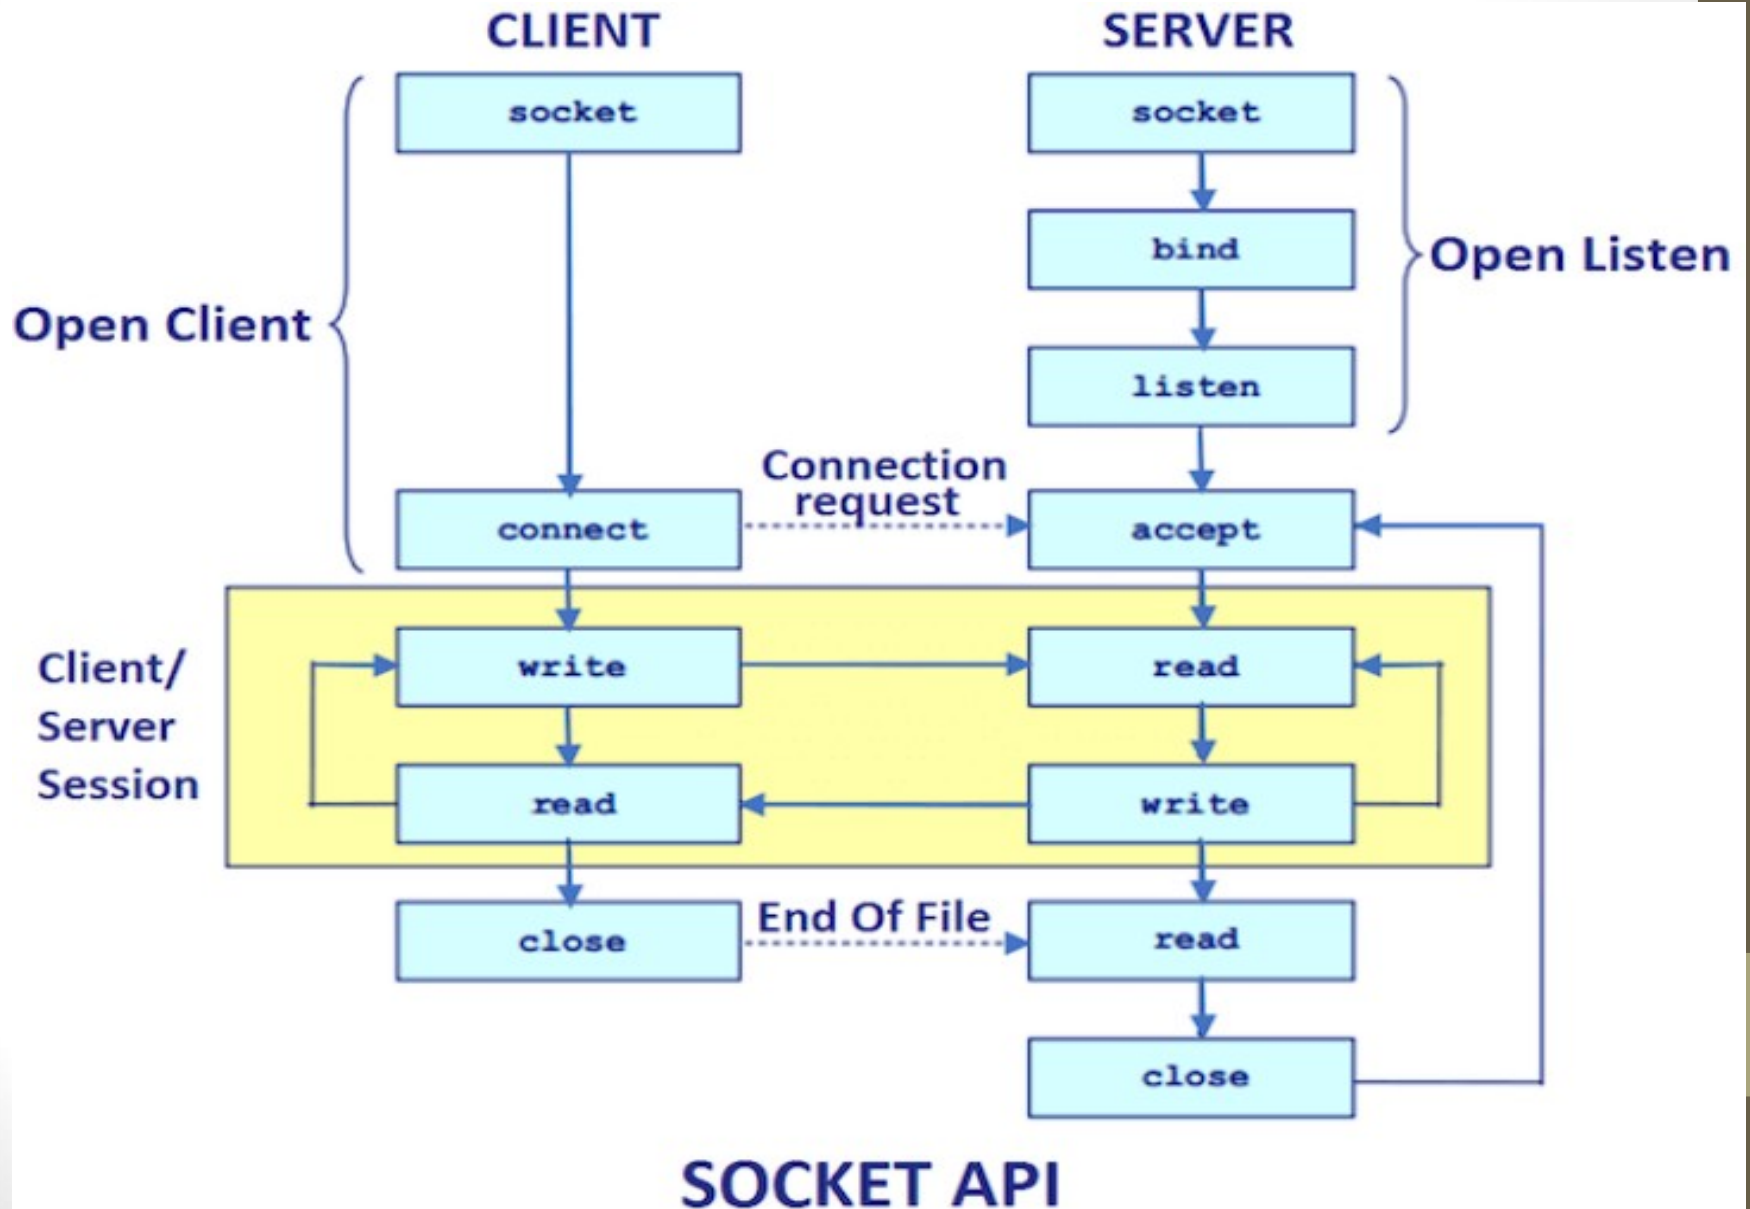 CLIENT
SERVER
socket
socket
bind
Open Listen
Open Client
listen
Connection
request
connect
accept
Client/
Server
Session
write
read
read
write
End Of File
close
read
close
SOCKET API